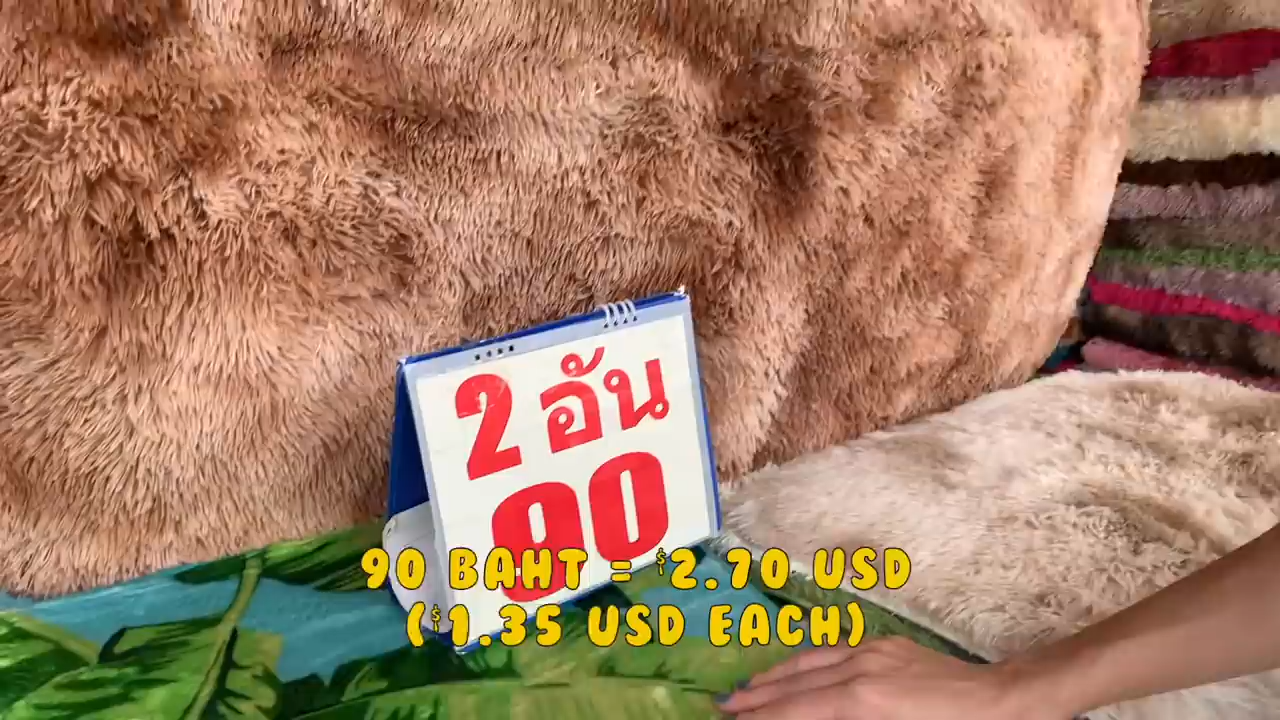 2 อัน
90
90 BAHT = $2.70 USD
($1.35 USD EACH)